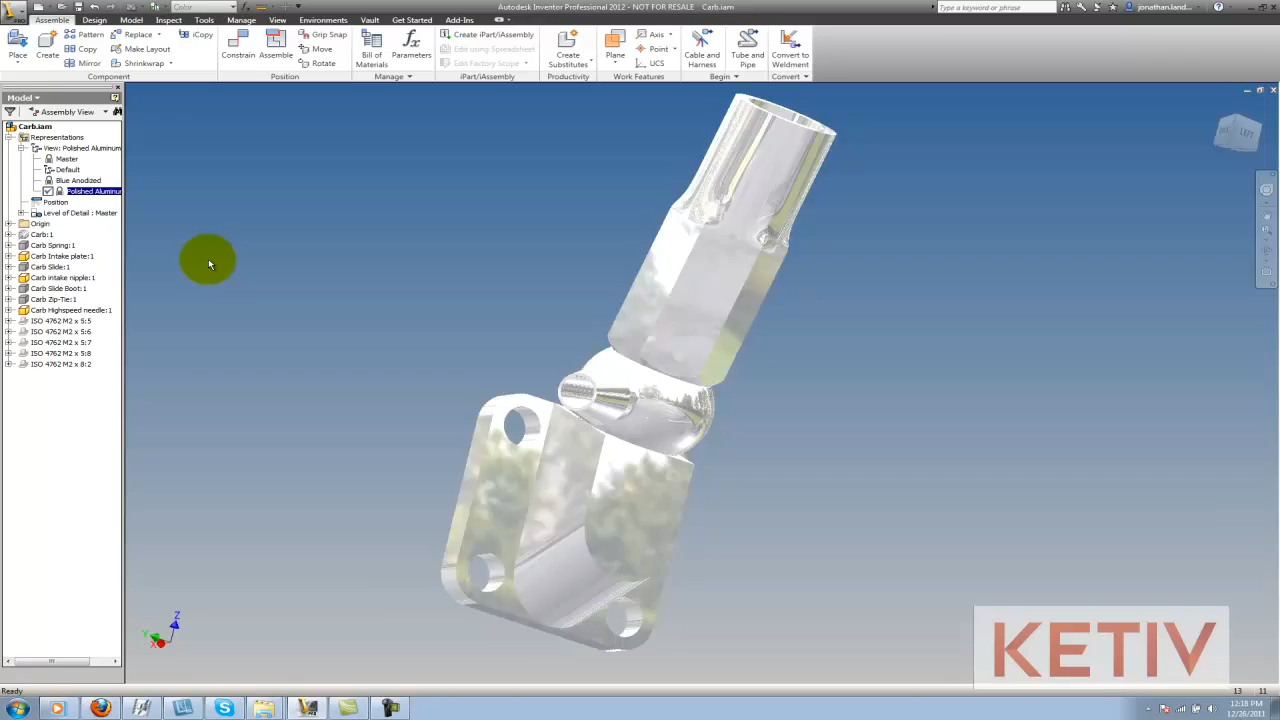 Color
Autodesk Inventor Professional 2012 - NOT FOR RESALE Carb.iam
Type a keyword or phrase
jonathan.land...
PRO
Assemble Design Model Inspect Tools Manage View Environments Vault Get Started Add-Ins
Place
Create
Pattern
Copy
Mirror
Replace
Make Layout
Shrinkwrap
iCopy
Component
Constrain
Assemble
Grip Snap
Move
Rotate
Position
Bill of Materials
Parameters
Manage
Create iPart/iAssembly
Edit using Spreadsheet
Edit Factory Scope
iPart/iAssembly
Create Substitutes
Productivity
Plane
Axis
Point
UCS
Work Features
Cable and Harness
Tube and Pipe
Begin
Convert to Weldment
Convert
Model
Assembly View
Carb.iam
Representations
View: Polished Aluminum
Master
Default
Blue Anodized
Polished Aluminu
Position
Level of Detail : Master
Origin
Carb:1
Carb Spring:1
Carb Intake plate:1
Carb Slide:1
Carb intake nipple:1
Carb Slide Boot:1
Carb Zip-Tie:1
Carb Highspeed needle:1
ISO 4762 M2 x 5:5
ISO 4762 M2 x 5:6
ISO 4762 M2 x 5:7
ISO 4762 M2 x 5:8
ISO 4762 M2 x 8:2
LEFT
Z
Y
X
KETIV
Ready
13 11
12:18 PM
12/26/2011